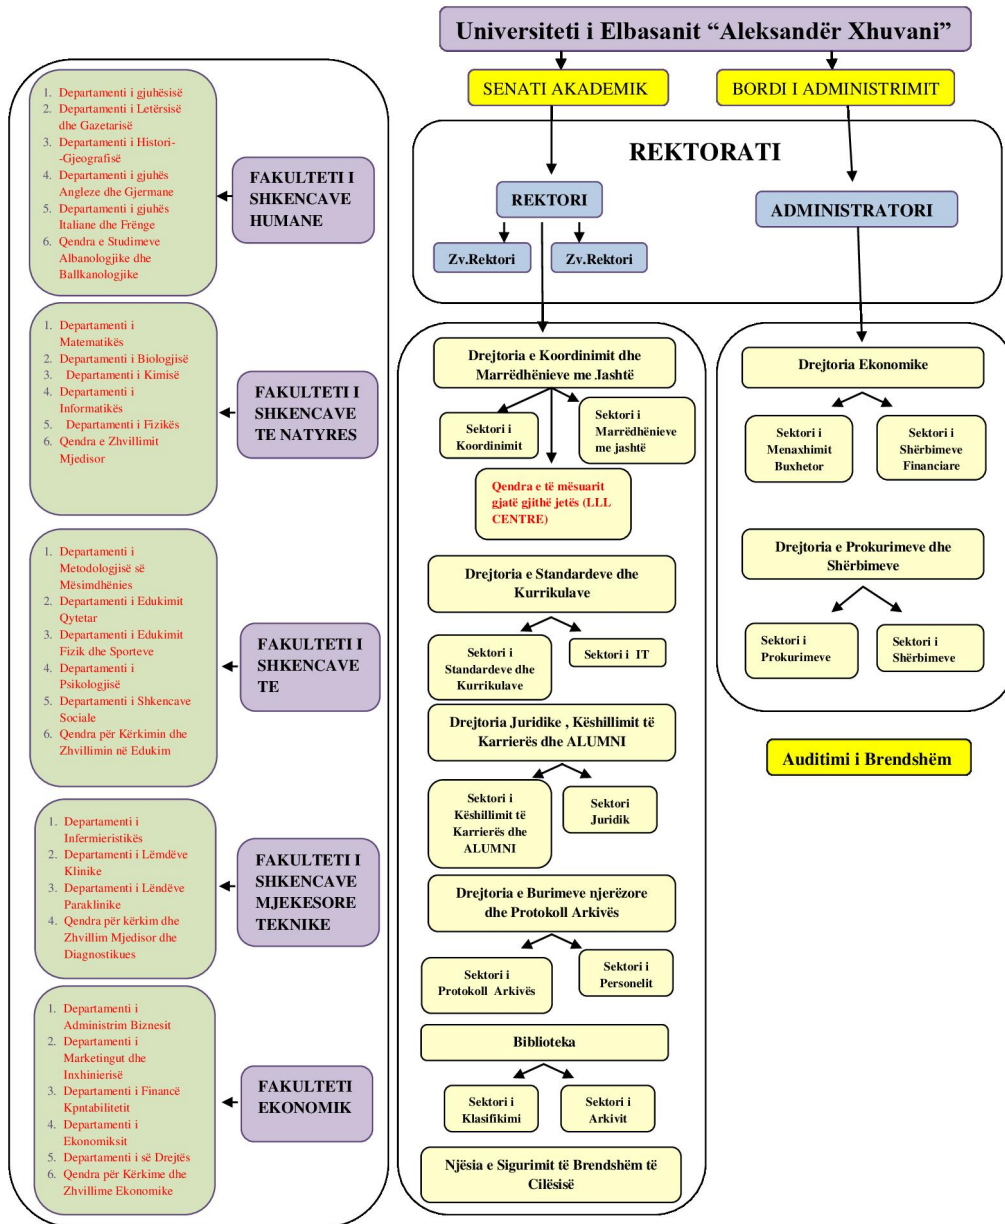 Universiteti i Elbasanit “Aleksandër Xhuvani”
SENATI AKADEMIK
BORDI I ADMINISTRIMIT
REKTORATI
REKTORI
ADMINISTRATORI
Zv.Rektori
Zv.Rektori
1. Departamenti i gjuhësisë
2. Departamenti i Letërsisë
dhe Gazetarisë
3. Departamenti i Histori-
-Gjeografisë
4. Departamenti i gjuhës
Angleze dhe Gjermane
5. Departamenti i gjuhës
Italiane dhe Frënge
6. Qendra e Studimeve
Albanologjike dhe
Ballkanologjike
FAKULTETI I
SHKENCAVE
HUMANE
1. Departamenti i
Matematikës
2. Departamenti i Biologjisë
3. Departamenti i Kimisë
4. Departamenti i
Informatikës
5. Departamenti i Fizikës
6. Qendra e Zhvillimit
Mjedisor
FAKULTETI I
SHKENCAVE
TE NATYRES
1. Departamenti i
Metodologjisë së
Mësimdhënies
2. Departamenti i Edukimit
Qytetar
3. Departamenti i Edukimit
Fizik dhe Sporteve
4. Departamenti i
Psikologjisë
5. Departamenti i Shkencave
Sociale
6. Qendra për Kërkimin dhe
Zhvillimin në Edukim
FAKULTETI I
SHKENCAVE
TE
1. Departamenti i
Infermieristikës
2. Departamenti i Lëmdëve
Klinike
3. Departamenti i Lëndëve
Paraklinike
4. Qendra për kërkim dhe
Zhvillim Mjedisor dhe
Diagnostikues
FAKULTETI I
SHKENCAVE
MJEKESORE
TEKNIKE
1. Departamenti i
Administrim Biznesit
2. Departamenti i
Marketingut dhe
Inxhinierisë
3. Departamenti i Financë
Kpntabilitetit
4. Departamenti i
Ekonomiksit
5. Departamenti i së Drejtës
6. Qendra për Kërkime dhe
Zhvillime Ekonomike
FAKULTETI
EKONOMIK
Drejtoria e Koordinimit dhe
Marrëdhënieve me Jashtë
Sektori i
Koordinimit
Sektori i
Marrëdhënieve
me jashtë
Qendra e të mësuarit
gjatë gjithë jetës (LLL
CENTRE)
Drejtoria e Standardeve dhe
Kurrikulave
Sektori i
Standardeve dhe
Kurrikulave
Sektori i IT
Drejtoria Juridike , Këshillimit të
Karrierës dhe ALUMNI
Sektori i
Këshillimit të
Karrierës dhe
ALUMNI
Sektori
Juridik
Drejtoria e Burimeve njerëzore
dhe Protokoll Arkivës
Sektori i
Protokoll Arkivës
Sektori i
Personelit
Biblioteka
Sektori i
Klasifikimi
Sektori i
Arkivit
Njësia e Sigurimit të Brendshëm të
Cilësisë
Drejtoria Ekonomike
Sektori i
Menaxhimit
Buxhetor
Sektori i
Shërbimeve
Financiare
Drejtoria e Prokurimeve dhe
Shërbimeve
Sektori i
Prokurimeve
Sektori i
Shërbimeve
Auditimi i Brendshëm